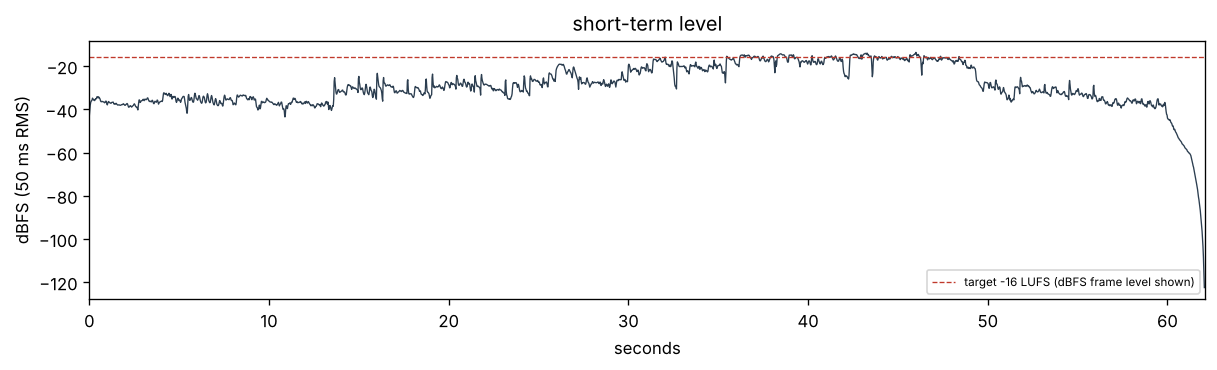 short-term level
dBFS (50 ms RMS)
−20
−40
−60
−80
−100
−120
target -16 LUFS (dBFS frame level shown)
0 10 20 30 40 50 60
seconds